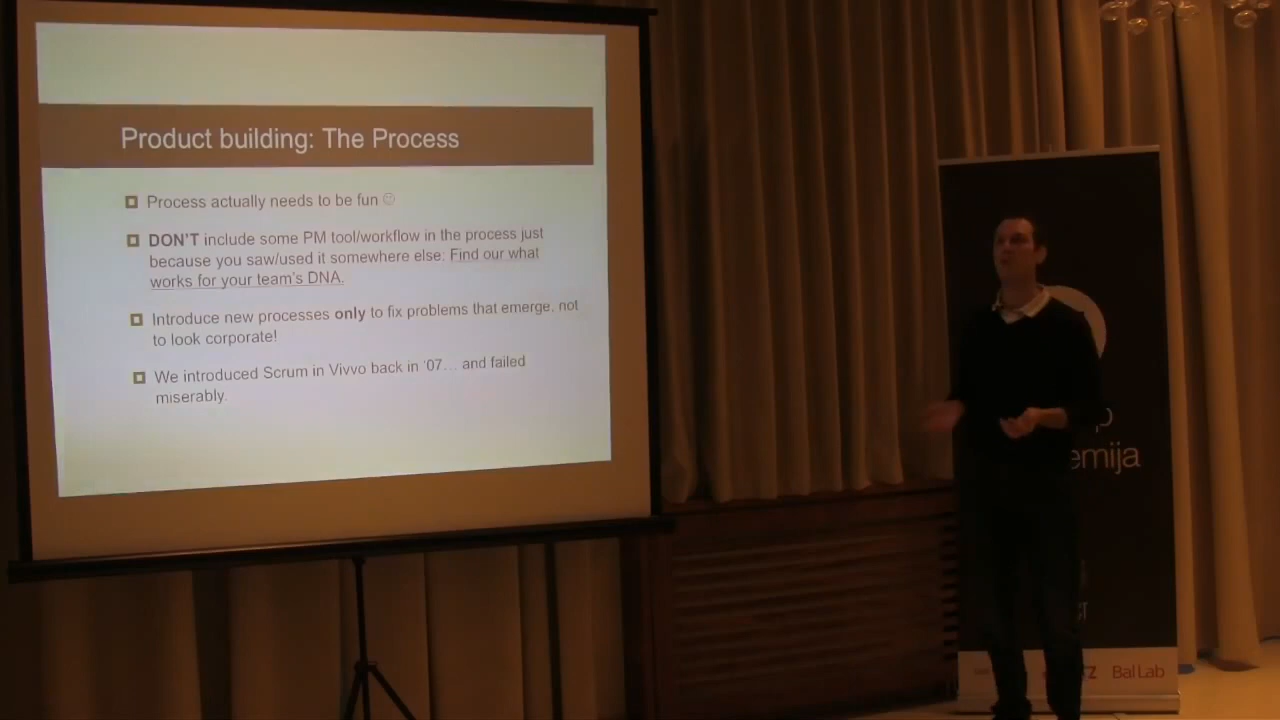 Product building: The Process
Process actually needs to be fun ☺
DON'T include some PM tool/workflow in the process just
because you saw/used it somewhere else. Find our what
works for your team's DNA.
Introduce new processes only to fix problems that emerge, not
to look corporate!
We introduced Scrum in Vivvo back in '07… and failed
miserably.
emija
Bal Lab